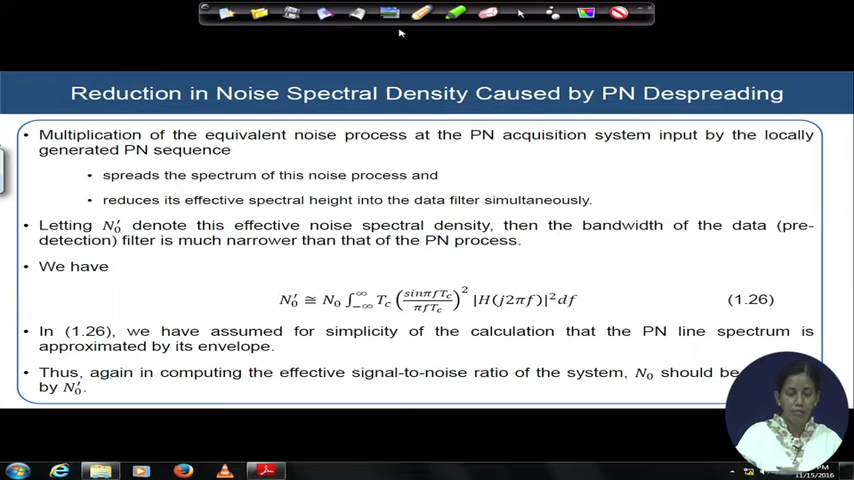 Reduction in Noise Spectral Density Caused by PN Despreading
• Multiplication of the equivalent noise process at the PN acquisition system input by the locally
generated PN sequence
• spreads the spectrum of this noise process and
• reduces its effective spectral height into the data filter simultaneously.
• Letting N₀′ denote this effective noise spectral density, then the bandwidth of the data (pre-
detection) filter is much narrower than that of the PN process.
• We have
N₀′ ≅ N₀ ∫_{-∞}^{∞} T_c (sinπfT_c / πfT_c)² |H(j2πf)|² df (1.26)
• In (1.26), we have assumed for simplicity of the calculation that the PN line spectrum is
approximated by its envelope.
• Thus, again in computing the effective signal-to-noise ratio of the system, N₀ should be
by N₀′.
PM
11/15/2016